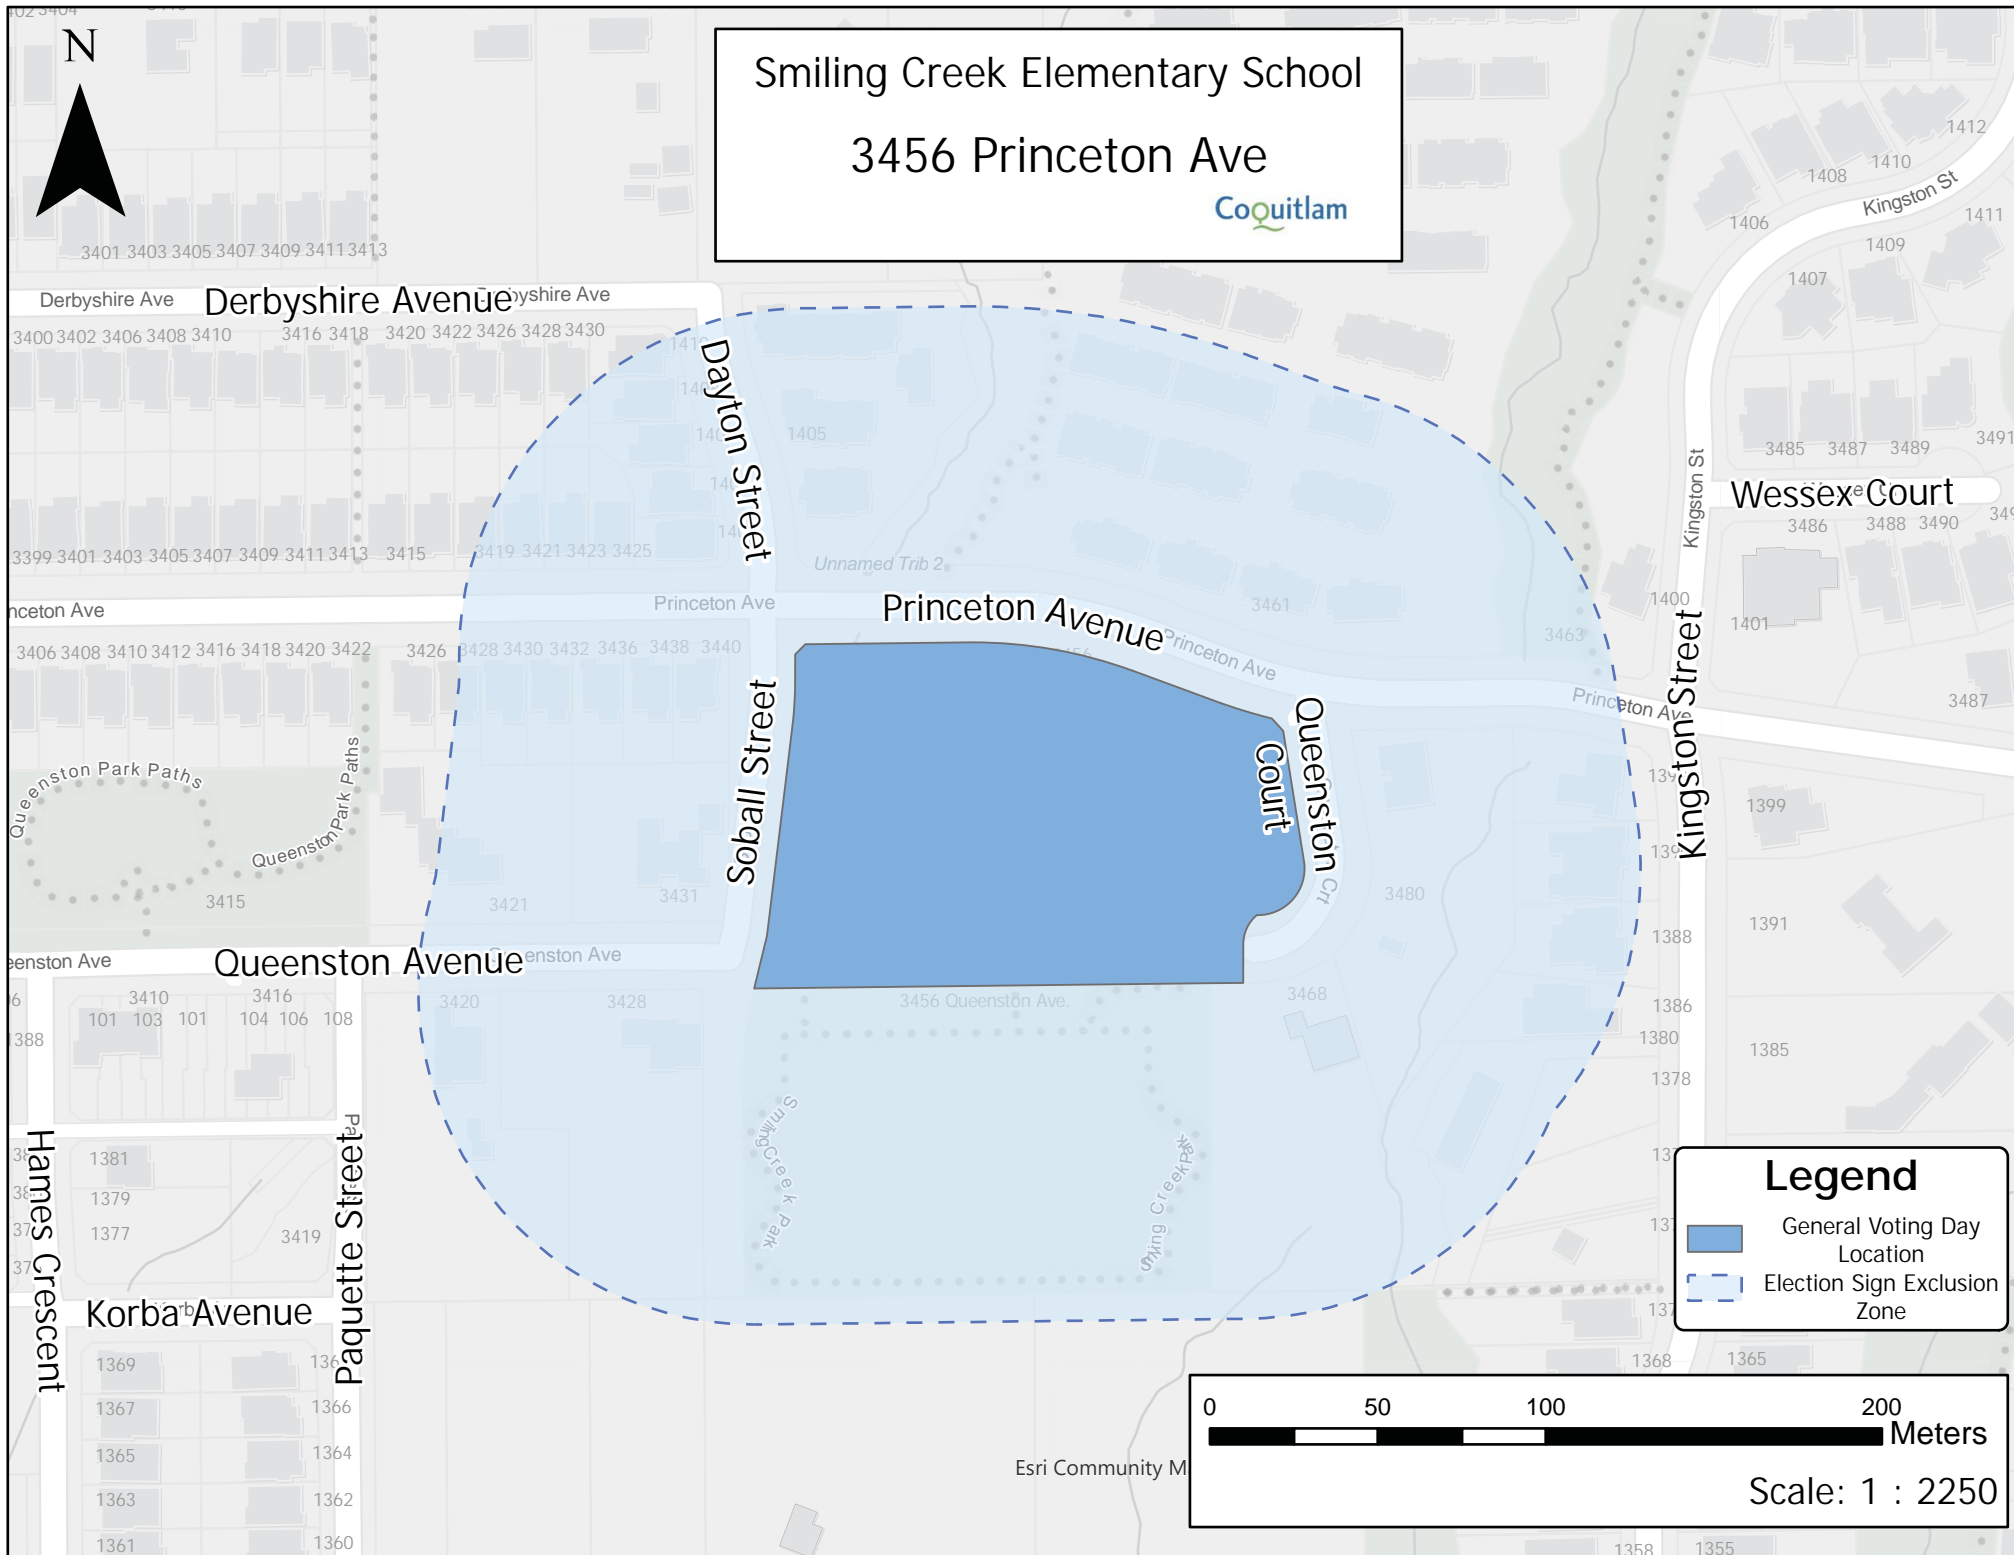 N
Smiling Creek Elementary School
3456 Princeton Ave
Coquitlam
1412
1410
1408
Kingston St
1406
1411
1409
1407
3401 3403 3405 3407 3409 3411 3413
Derbyshire Ave
Derbyshire Avenue
3400 3402 3406 3408 3410
3416 3418
3420 3422 3426 3428 3430
Dayton Street
1405
3485 3487 3489 3491
Kingston St
Wessex Court
3486 3488 3490
3399 3401 3403 3405 3407 3409 3411 3413
3415
3419 3421 3423 3425
Unnamed Trib 2
Princeton Ave
Princeton Avenue
3461
1400
1401
3463
3406 3408 3410 3412 3416 3418 3420 3422
3426
3428 3430 3432 3436 3438 3440
Princeton Ave
Princeton Ave
3487
Soball Street
Queenston
Court
Kingston Street
Queenston Park Paths
Queenston Park Paths
1399
3415
3421
3431
Crt
3480
1391
1388
Queenston Avenue
3410
3416
101 103 101 104 106 108
3420
3428
3456 Queenston Ave.
3468
1386
1380
1385
1378
1388
Hames Crescent
Paquette Street
1381
1379
1377
3419
Smiling Creek Park
Legend
General Voting Day
Location
Election Sign Exclusion
Zone
Korba Avenue
1369
1367
1366
1365
1364
1363
1362
1361
1360
1368
1365
0 50 100 200
Meters
Scale: 1 : 2250
Esri Community M
1358
1355